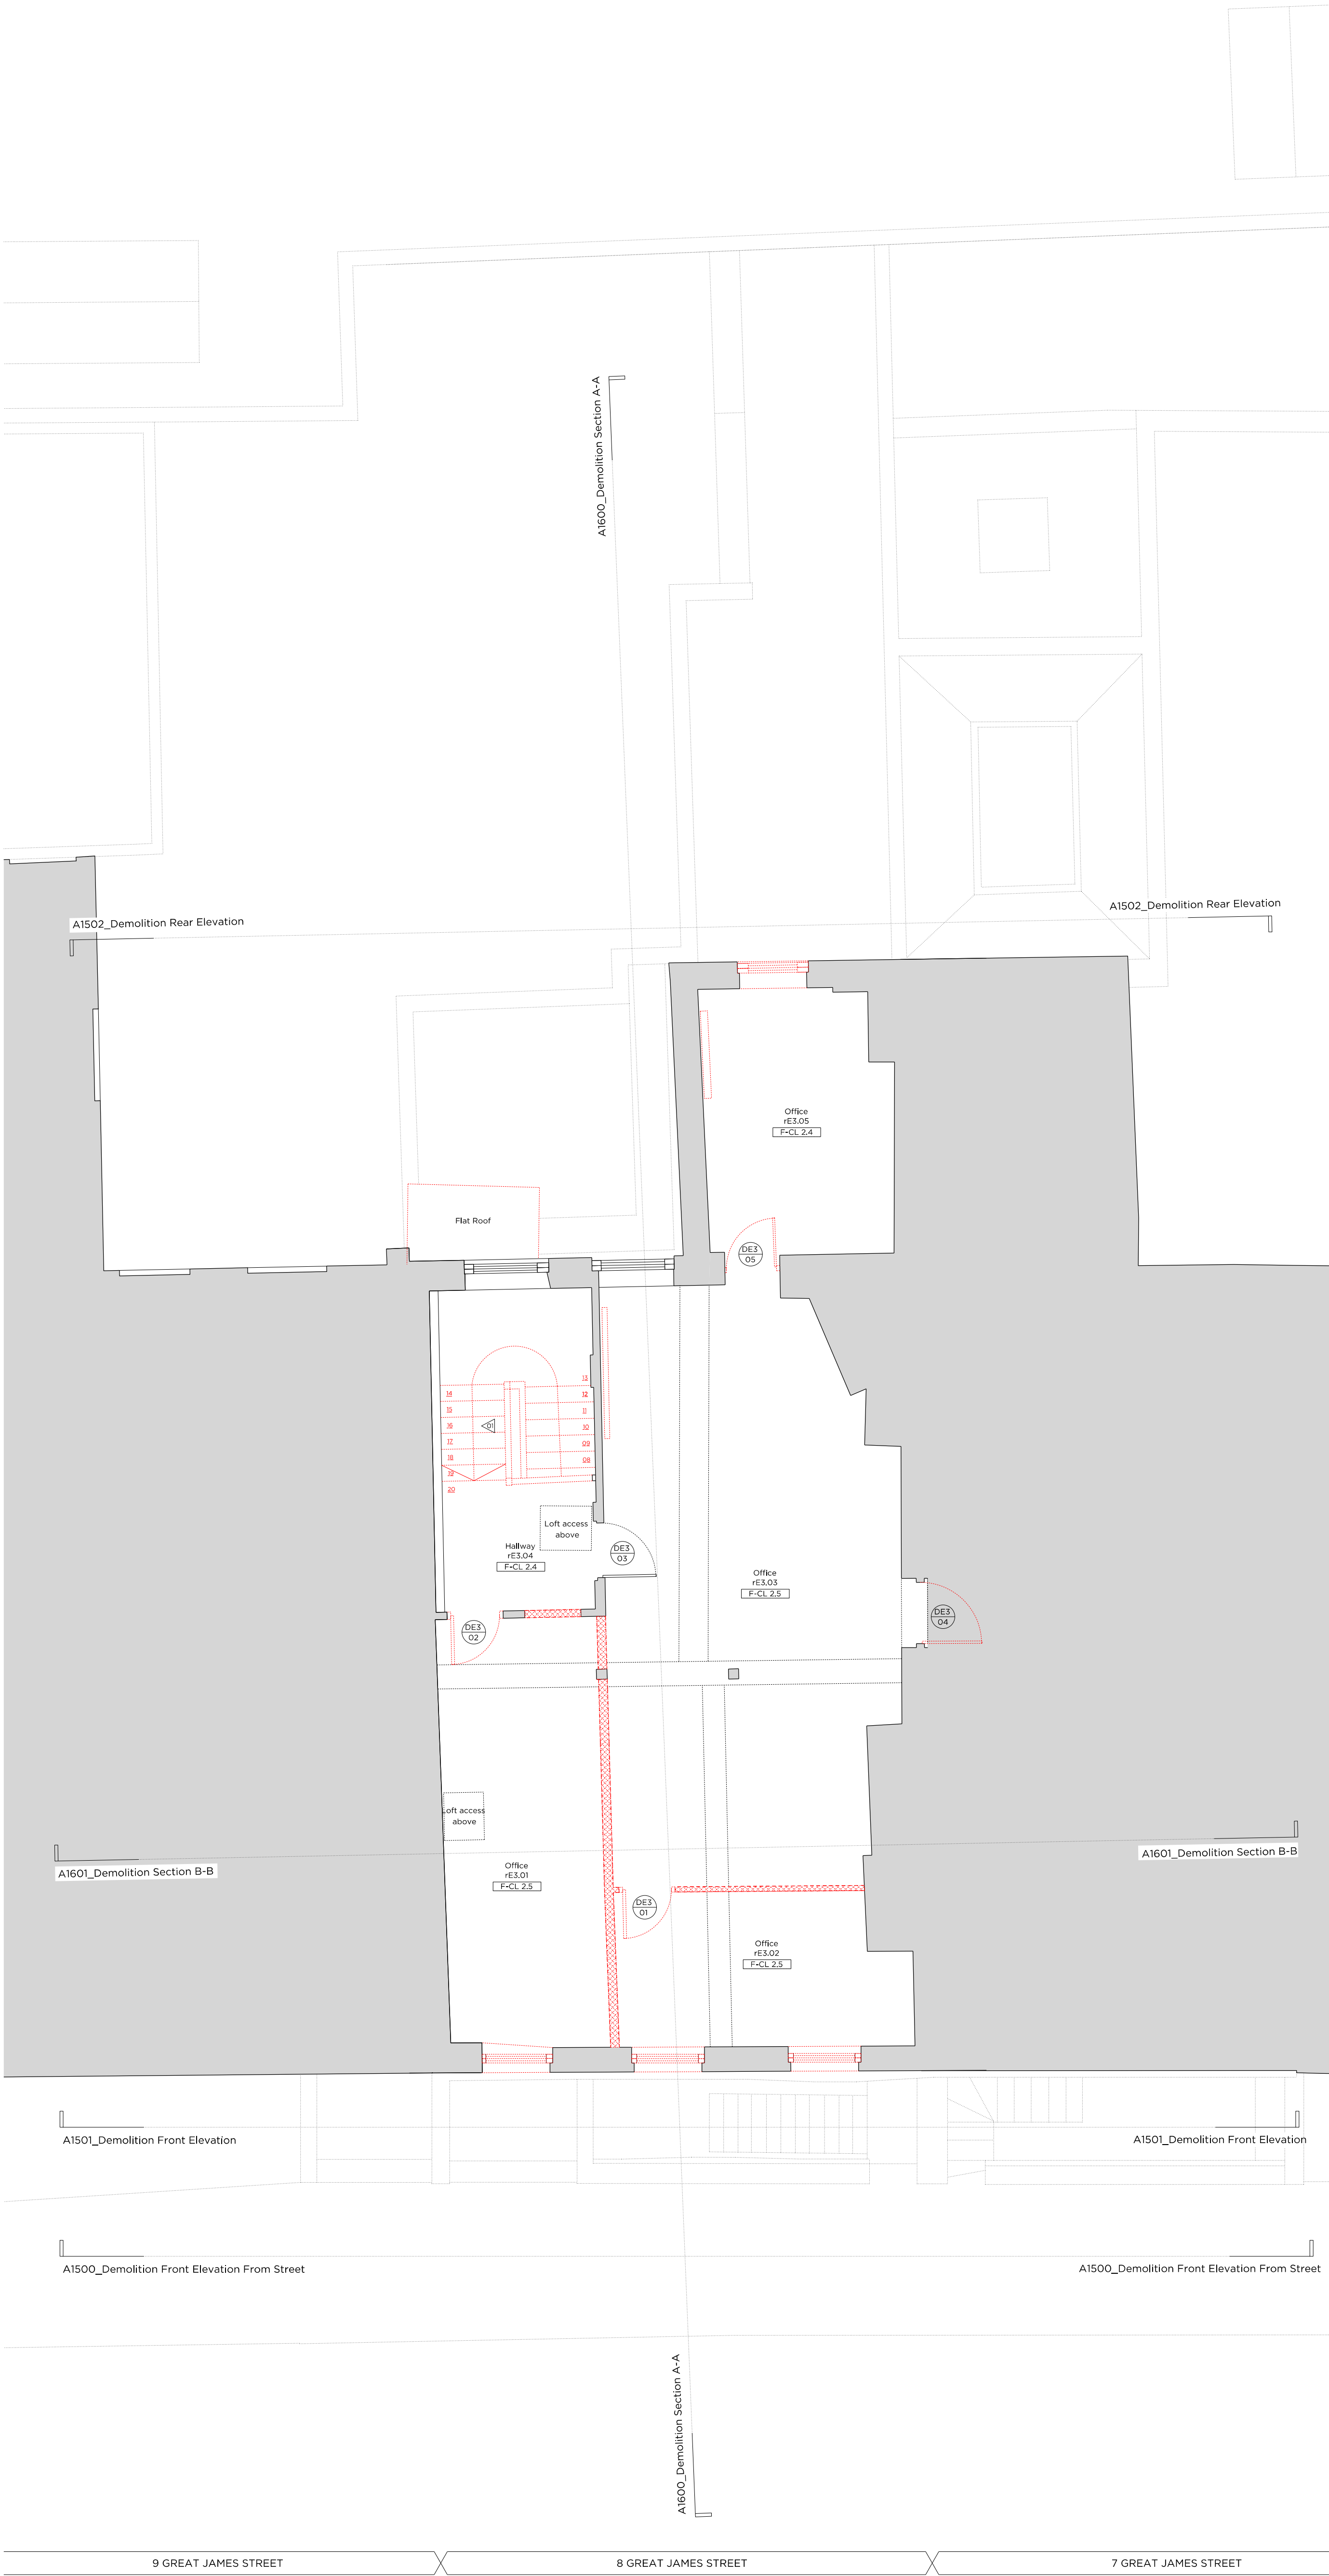 A1600_Demolition Section A-A
A1502_Demolition Rear Elevation
A1502_Demolition Rear Elevation
Office
rE3.05
F-CL 2.4
Flat Roof
DE3
05
13
14
12
15
11
16
01
10
17
09
18
08
19
20
Loft access
above
Hallway
rE3.04
F-CL 2.4
DE3
03
Office
rE3.03
F-CL 2.5
DE3
04
DE3
02
Loft access
above
A1601_Demolition Section B-B
A1601_Demolition Section B-B
Office
rE3.01
F-CL 2.5
DE3
01
Office
rE3.02
F-CL 2.5
A1501_Demolition Front Elevation
A1501_Demolition Front Elevation
A1500_Demolition Front Elevation From Street
A1500_Demolition Front Elevation From Street
A1600_Demolition Section A-A
9 GREAT JAMES STREET
8 GREAT JAMES STREET
7 GREAT JAMES STREET